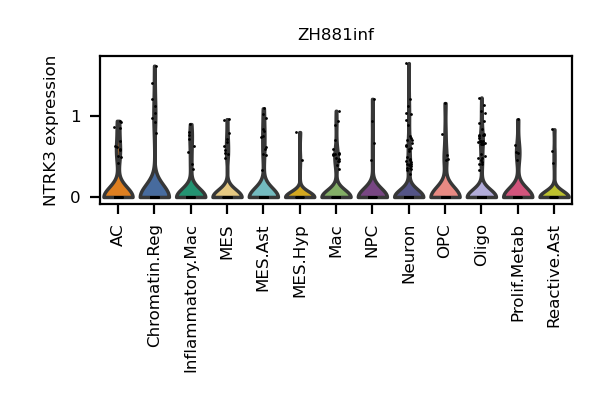 ZH881inf
NTRK3 expression
1
0
AC
Chromatin.Reg
Inflammatory.Mac
MES
MES.Ast
MES.Hyp
Mac
NPC
Neuron
OPC
Oligo
Prolif.Metab
Reactive.Ast